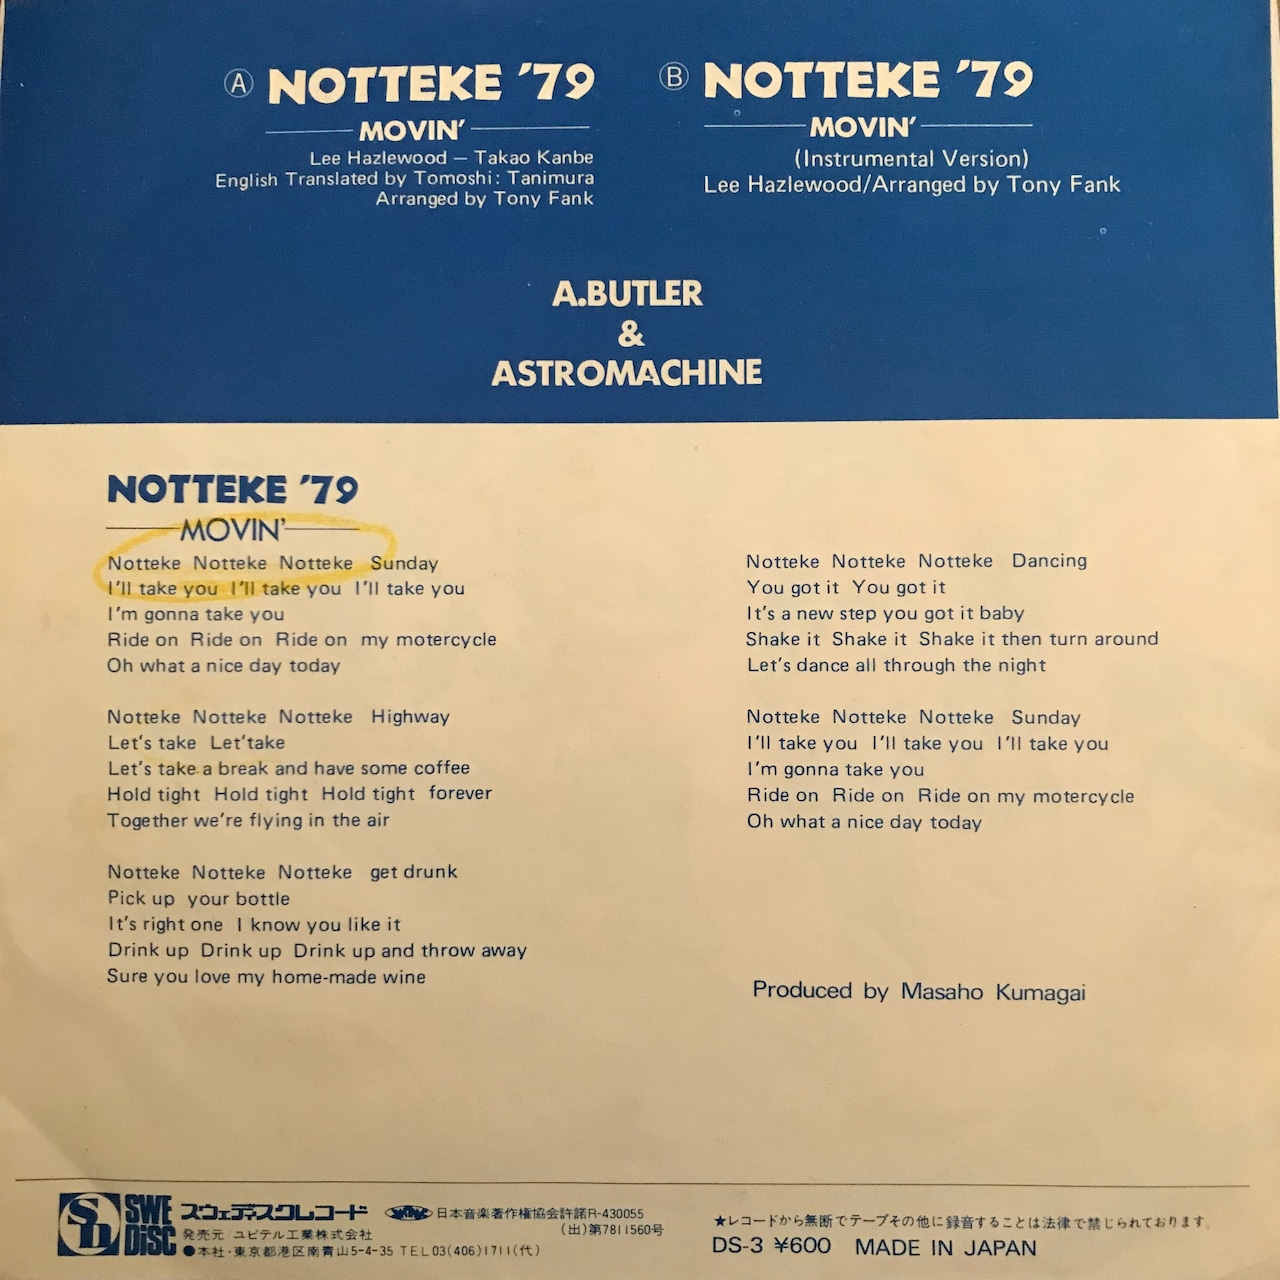 Ⓐ NOTTEKE '79
MOVIN'
Lee Hazlewood – Takao Kanbe
English Translated by Tomoshi: Tanimura
Arranged by Tony Fank
Ⓑ NOTTEKE '79
MOVIN'
(Instrumental Version)
Lee Hazlewood/Arranged by Tony Fank
A.BUTLER
&
ASTROMACHINE
NOTTEKE '79
MOVIN'
Notteke Notteke Notteke Sunday
I'll take you I'll take you I'll take you
I'm gonna take you
Ride on Ride on Ride on my motercycle
Oh what a nice day today
Notteke Notteke Notteke Highway
Let's take Let'take
Let's take a break and have some coffee
Hold tight Hold tight Hold tight forever
Together we're flying in the air
Notteke Notteke Notteke get drunk
Pick up your bottle
It's right one I know you like it
Drink up Drink up Drink up and throw away
Sure you love my home-made wine
Notteke Notteke Notteke Dancing
You got it You got it
It's a new step you got it baby
Shake it Shake it Shake it then turn around
Let's dance all through the night
Notteke Notteke Notteke Sunday
I'll take you I'll take you I'll take you
I'm gonna take you
Ride on Ride on Ride on my motercycle
Oh what a nice day today
Produced by Masaho Kumagai
SD SWE DISC スウェディスクレコード
発売元/ユピテル工業株式会社
●本社・東京都港区南青山5-4-35 TEL03(406)1711(代)
日本音楽著作権協会許諾R-430055
(出)第7811560号
★レコードから無断でテープその他に録音することは法律で禁じられております。
DS-3 ¥600 MADE IN JAPAN